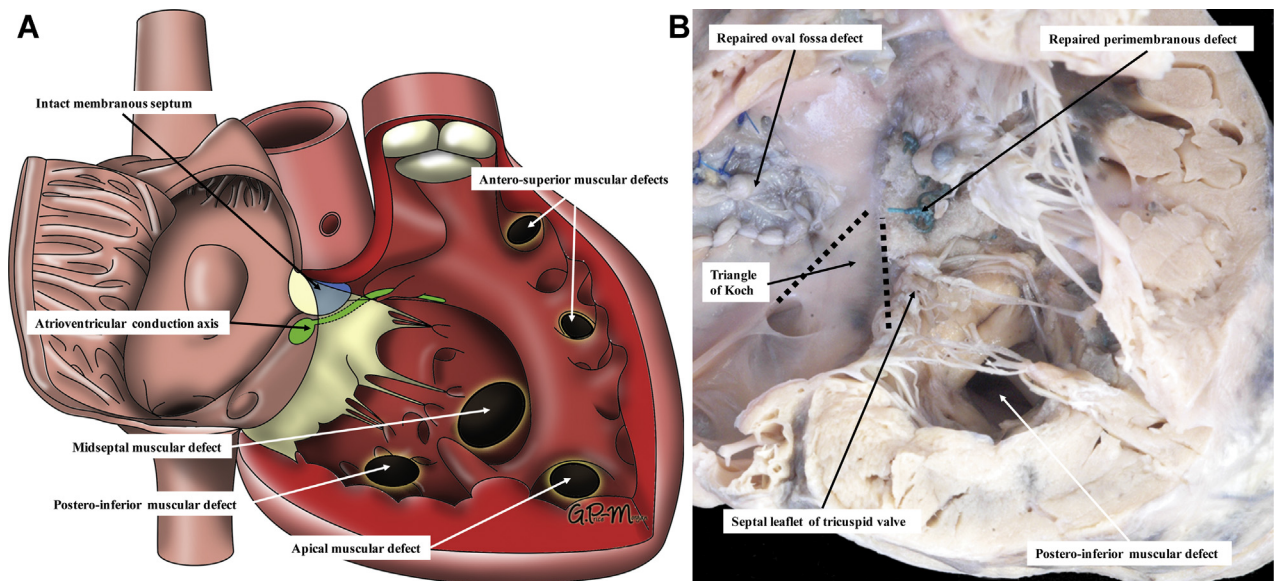 A
Intact membranous septum
Antero-superior muscular defects
Atrioventricular conduction axis
Midseptal muscular defect
Postero-inferior muscular defect
Apical muscular defect
B
Repaired oval fossa defect
Repaired perimembranous defect
Triangle
of Koch
Septal leaflet of tricuspid valve
Postero-inferior muscular defect